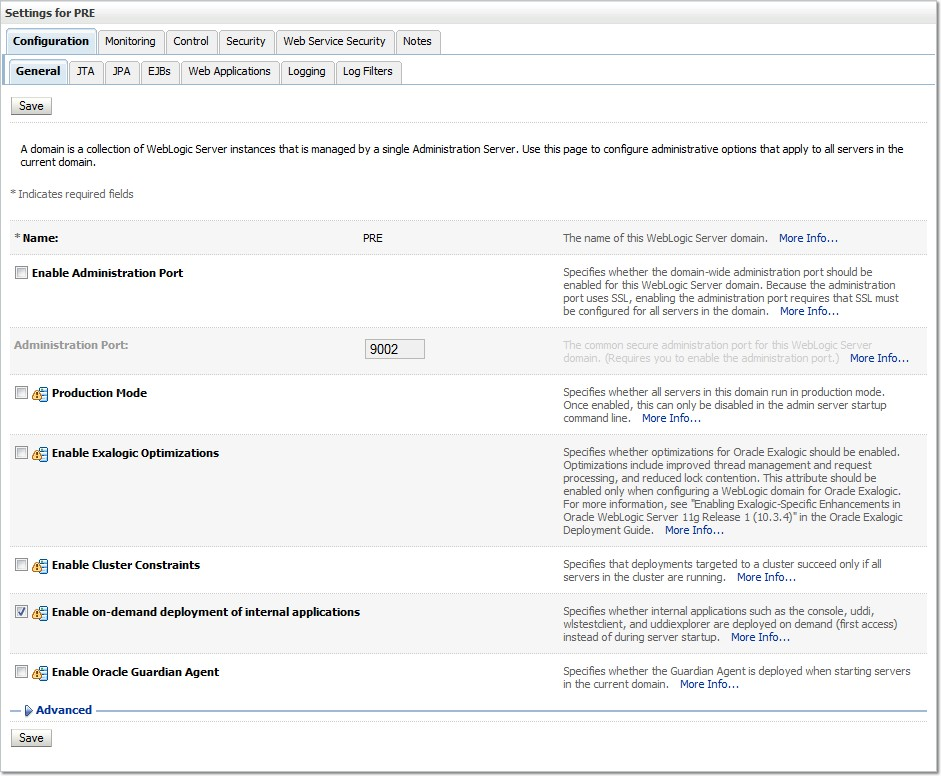 Settings for PRE
Configuration Monitoring Control Security Web Service Security Notes
General JTA JPA EJBs Web Applications Logging Log Filters
Save
A domain is a collection of WebLogic Server instances that is managed by a single Administration Server. Use this page to configure administrative options that apply to all servers in the
current domain.
* Indicates required fields
* Name: PRE The name of this WebLogic Server domain. More Info...
Enable Administration Port
Specifies whether the domain-wide administration port should be
enabled for this WebLogic Server domain. Because the administration
port uses SSL, enabling the administration port requires that SSL must
be configured for all servers in the domain. More Info...
Administration Port: 9002
The common secure administration port for this WebLogic Server
domain. (Requires you to enable the administration port.) More Info...
Production Mode
Specifies whether all servers in this domain run in production mode.
Once enabled, this can only be disabled in the admin server startup
command line. More Info...
Enable Exalogic Optimizations
Specifies whether optimizations for Oracle Exalogic should be enabled.
Optimizations include improved thread management and request
processing, and reduced lock contention. This attribute should be
enabled only when configuring a WebLogic domain for Oracle Exalogic.
For more information, see "Enabling Exalogic-Specific Enhancements in
Oracle WebLogic Server 11g Release 1 (10.3.4)" in the Oracle Exalogic
Deployment Guide. More Info...
Enable Cluster Constraints
Specifies that deployments targeted to a cluster succeed only if all
servers in the cluster are running. More Info...
Enable on-demand deployment of internal applications
Specifies whether internal applications such as the console, uddi,
wlstestclient, and uddiexplorer are deployed on demand (first access)
instead of during server startup. More Info...
Enable Oracle Guardian Agent
Specifies whether the Guardian Agent is deployed when starting servers
in the current domain. More Info...
Advanced
Save